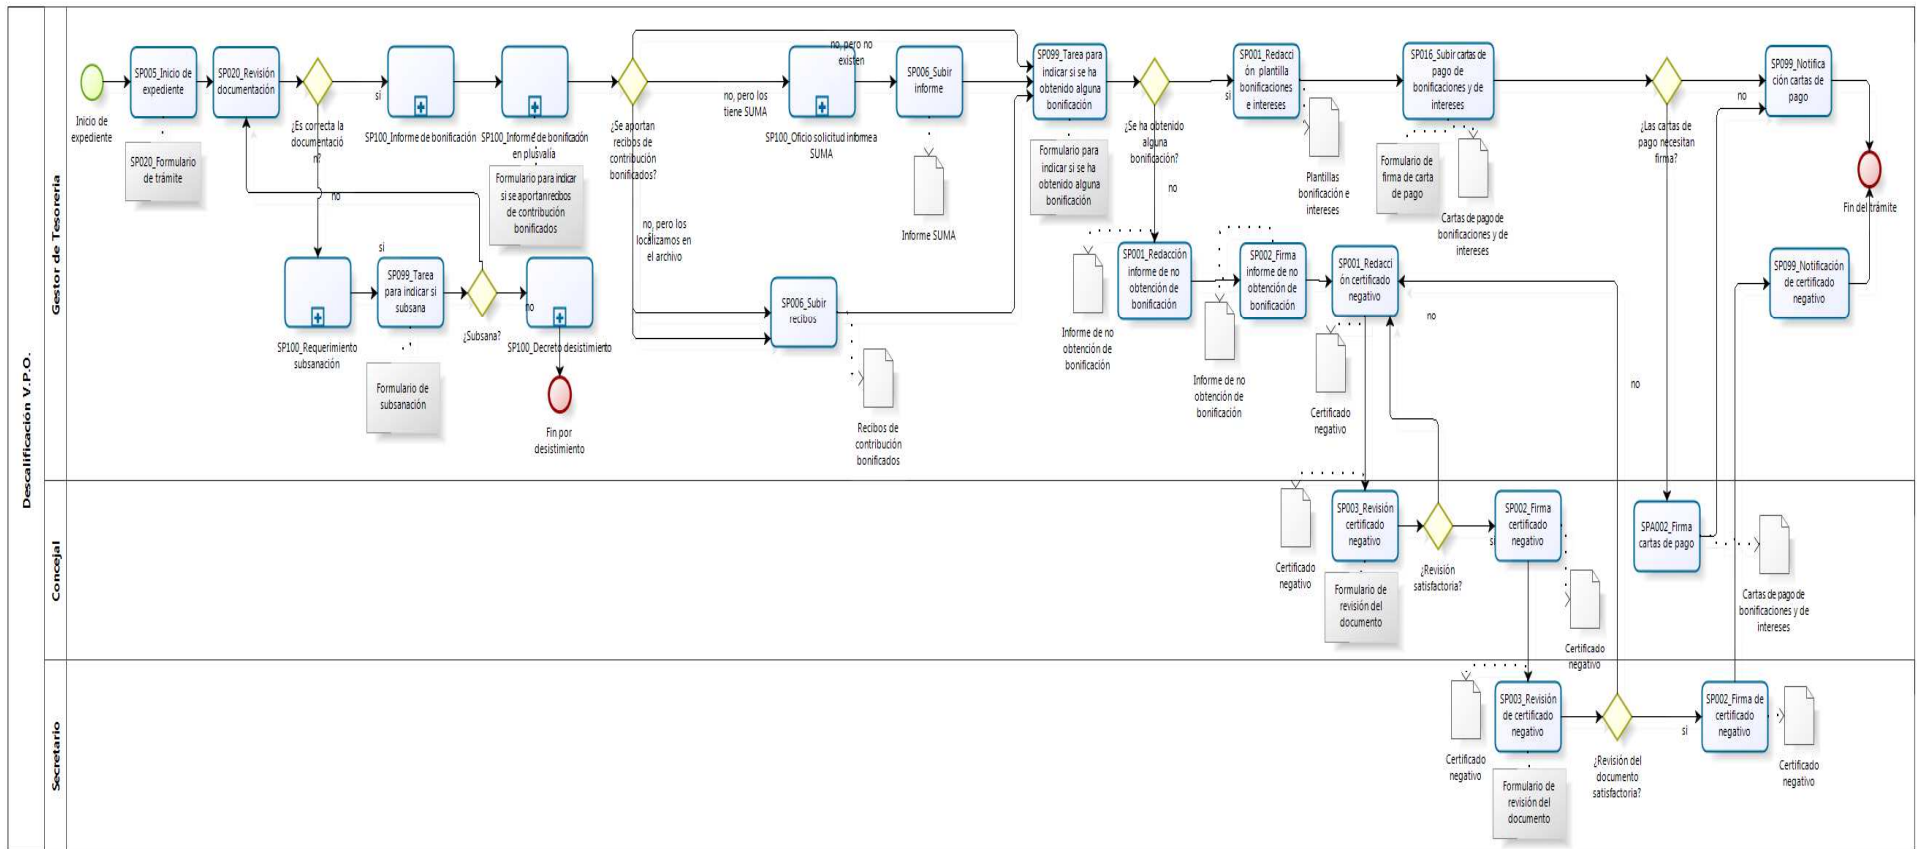 Descalificación V.P.O.
Gestor de Tesorería
Inicio de
expediente
SP005_Inicio de
expediente
SP020_Formulario
de trámite
SP020_Revisión
documentación
¿Es correcta la
documentació
n?
si
no
SP100_Informe de bonificación
SP100_Informe de bonificación
en plusvalía
Formulario para indicar
si se aportan recibos
de contribución
bonificados
¿Se aportan
recibos de
contribución
bonificados?
no, pero no
existen
no, pero los
tiene SUMA
no, pero los
localizamos en
el archivo
SP100_Oficio solicitud informe a
SUMA
SP006_Subir
informe
Informe SUMA
SP006_Subir
recibos
Recibos de
contribución
bonificados
SP100_Requerimiento
subsanación
si
SP099_Tarea
para indicar si
subsana
Formulario de
subsanación
¿Subsana?
no
SP100_Decreto desistimiento
Fin por
desistimiento
SP099_Tarea para
indicar si se ha
obtenido alguna
bonificación
Formulario para
indicar si se ha
obtenido alguna
bonificación
¿Se ha obtenido
alguna
bonificación?
si
no
SP001_Redacci
ón plantilla
bonificaciones
e intereses
Plantillas
bonificación e
intereses
SP016_Subir cartas de
pago de
bonificaciones y de
intereses
Formulario de
firma de carta
de pago
Cartas de pago de
bonificaciones y de
intereses
¿Las cartas de
pago necesitan
firma?
no
SP099_Notifica
ción cartas de
pago
Fin del trámite
SP001_Redacción
informe de no
obtención de
bonificación
Informe de no
obtención de
bonificación
SP002_Firma
informe de no
obtención de
bonificación
Informe de no
obtención de
bonificación
SP001_Redacci
ón certificado
negativo
Certificado
negativo
no
no
SP099_Notificación
de certificado
negativo
Concejal
Certificado
negativo
SP003_Revisión
certificado
negativo
Formulario de
revisión del
documento
¿Revisión
satisfactoria?
si
SP002_Firma
certificado
negativo
Certificado
negativo
SPA002_Firma
cartas de pago
Cartas de pago de
bonificaciones y de
intereses
Secretario
Certificado
negativo
SP003_Revisión
de certificado
negativo
Formulario de
revisión del
documento
¿Revisión del
documento
satisfactoria?
si
SP002_Firma de
certificado
negativo
Certificado
negativo